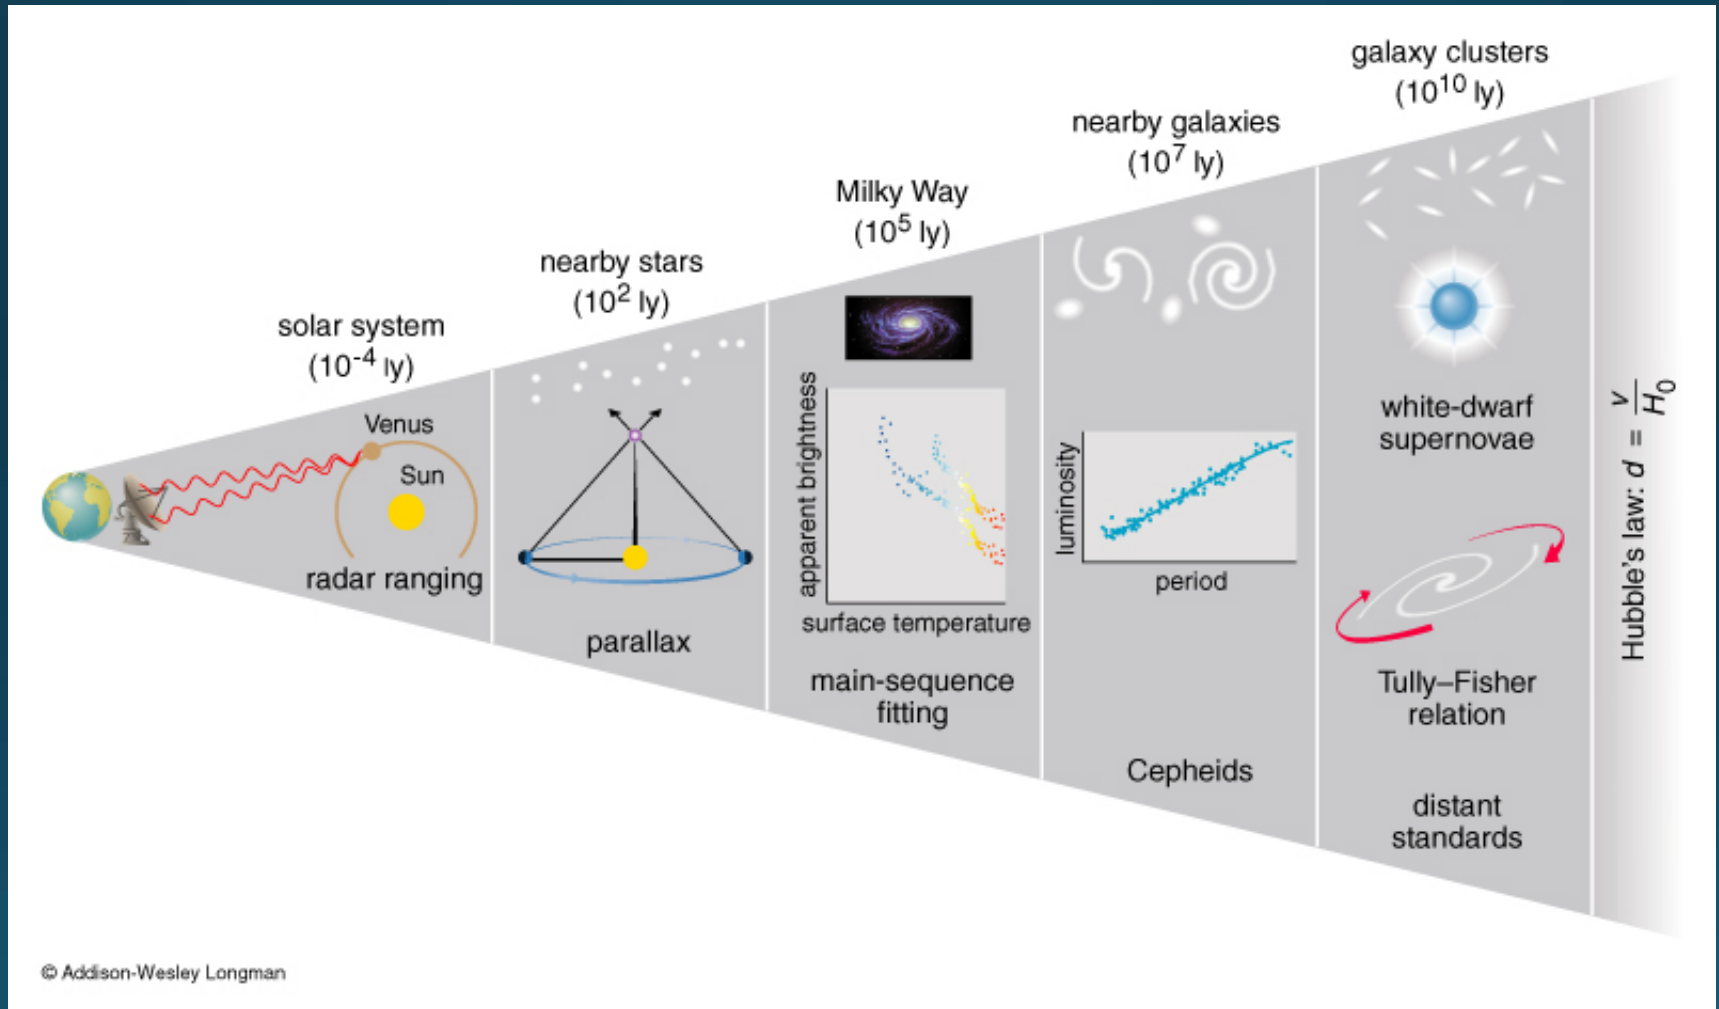 solar system
(10⁻⁴ ly)
Venus
Sun
radar ranging
nearby stars
(10² ly)
parallax
Milky Way
(10⁵ ly)
apparent brightness
surface temperature
main-sequence
fitting
nearby galaxies
(10⁷ ly)
luminosity
period
Cepheids
galaxy clusters
(10¹⁰ ly)
white-dwarf
supernovae
Tully–Fisher
relation
distant
standards
Hubble's law: d = v/H₀
© Addison-Wesley Longman